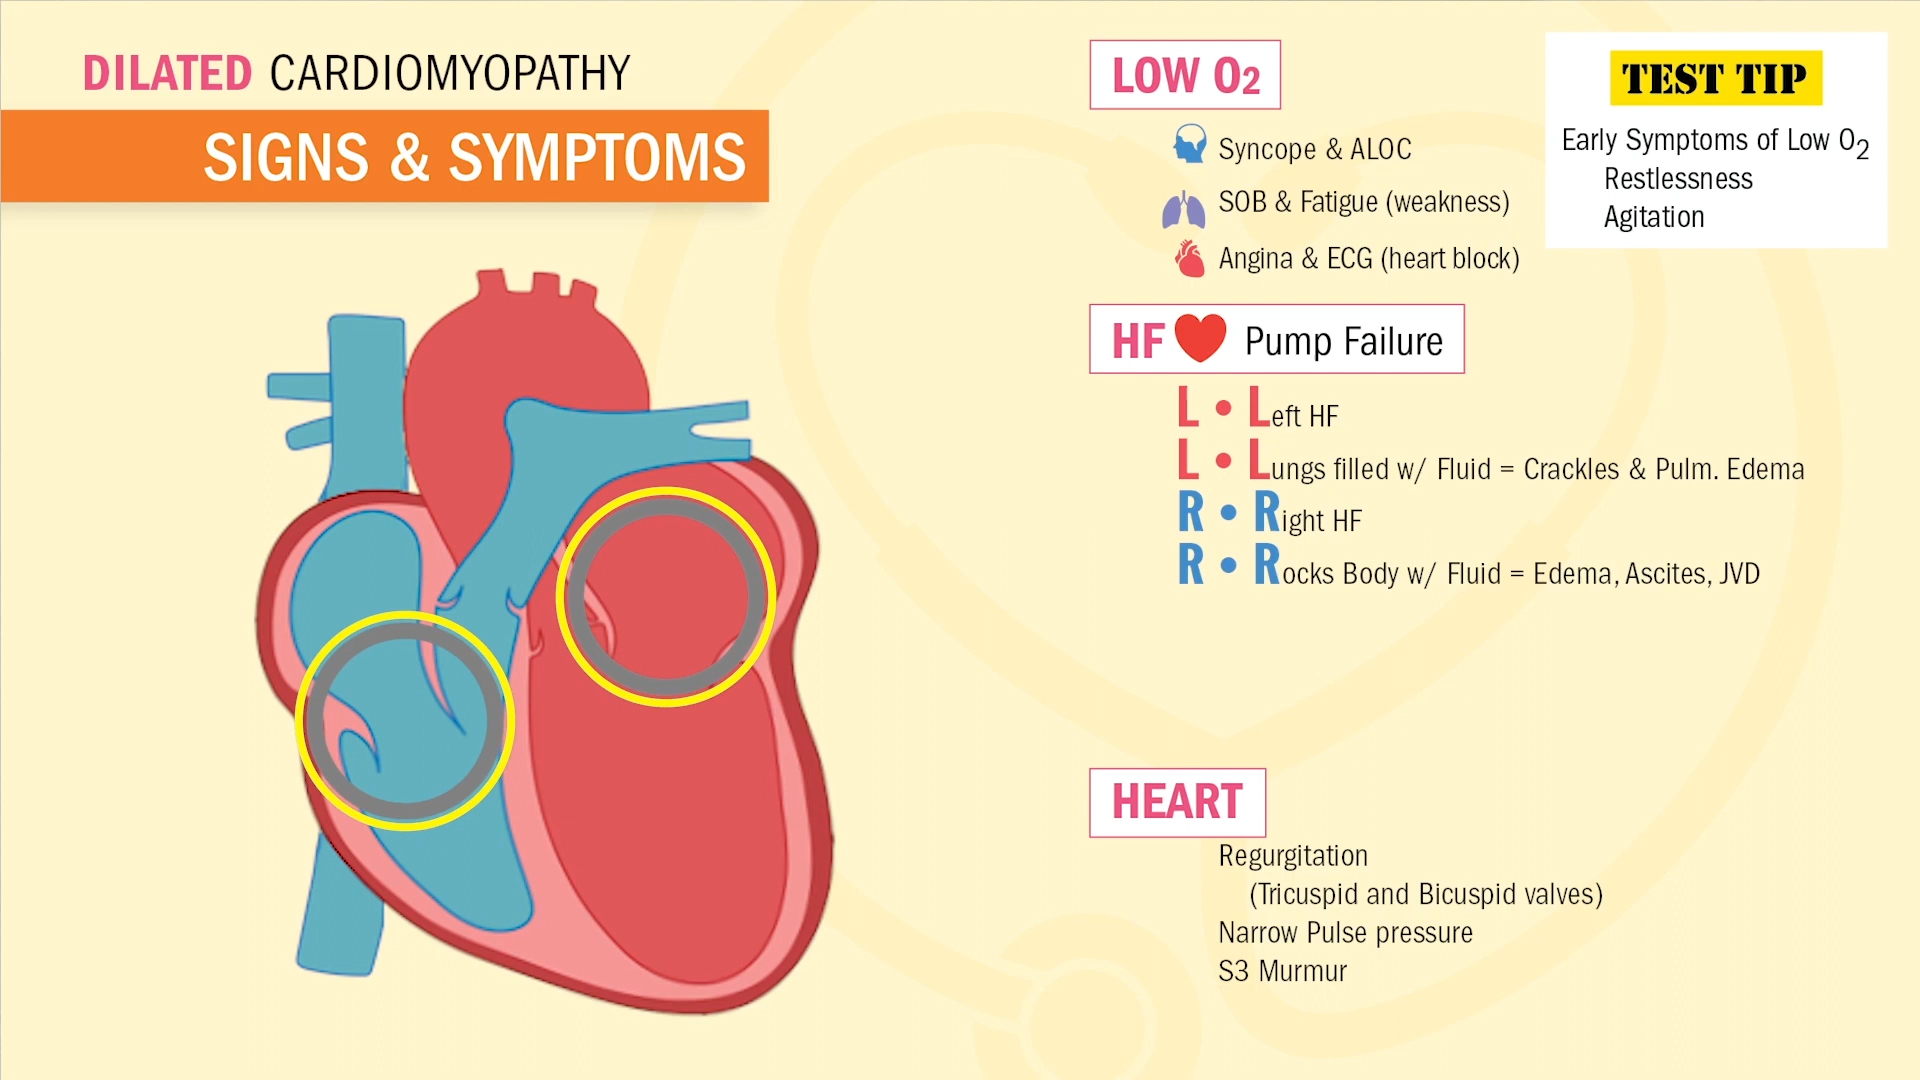 DILATED CARDIOMYOPATHY
SIGNS & SYMPTOMS
LOW O2
Syncope & ALOC
SOB & Fatigue (weakness)
Angina & ECG (heart block)
TEST TIP
Early Symptoms of Low O2
Restlessness
Agitation
HF Pump Failure
L • Left HF
L • Lungs filled w/ Fluid = Crackles & Pulm. Edema
R • Right HF
R • Rocks Body w/ Fluid = Edema, Ascites, JVD
HEART
Regurgitation
(Tricuspid and Bicuspid valves)
Narrow Pulse pressure
S3 Murmur